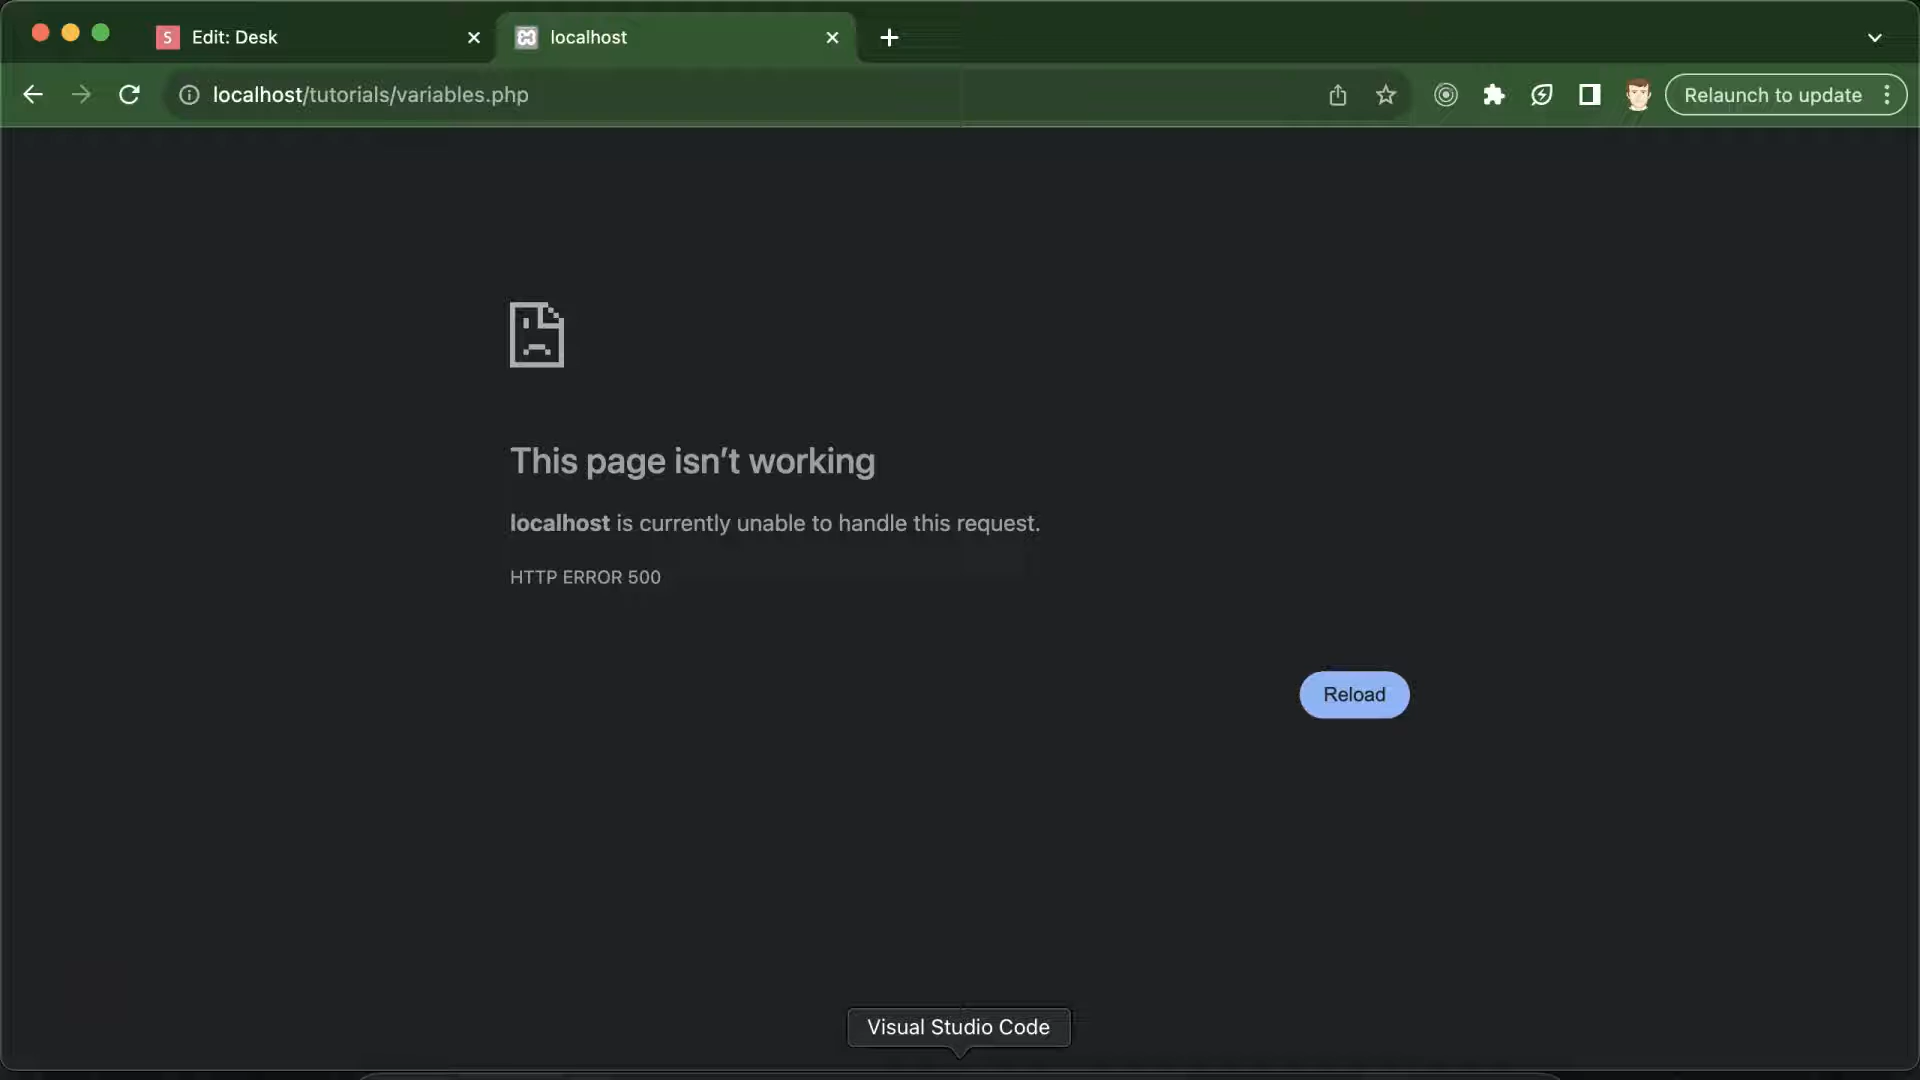 S Edit: Desk
localhost
localhost/tutorials/variables.php
Relaunch to update
This page isn’t working
localhost is currently unable to handle this request.
HTTP ERROR 500
Reload
Visual Studio Code